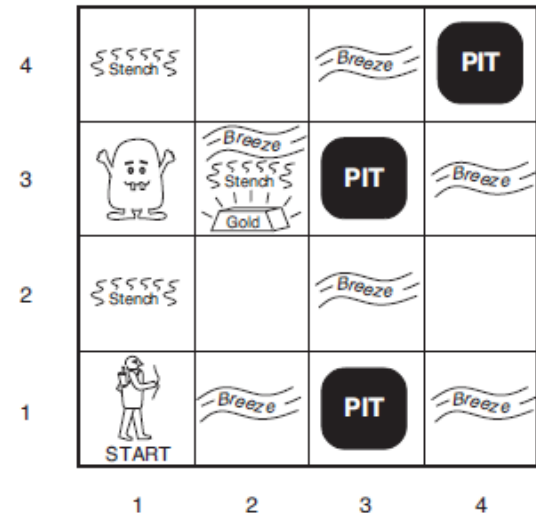 4
Stench
Breeze
PIT
3
Breeze
Stench
Gold
PIT
Breeze
2
Stench
Breeze
1
START
Breeze
PIT
Breeze
1 2 3 4